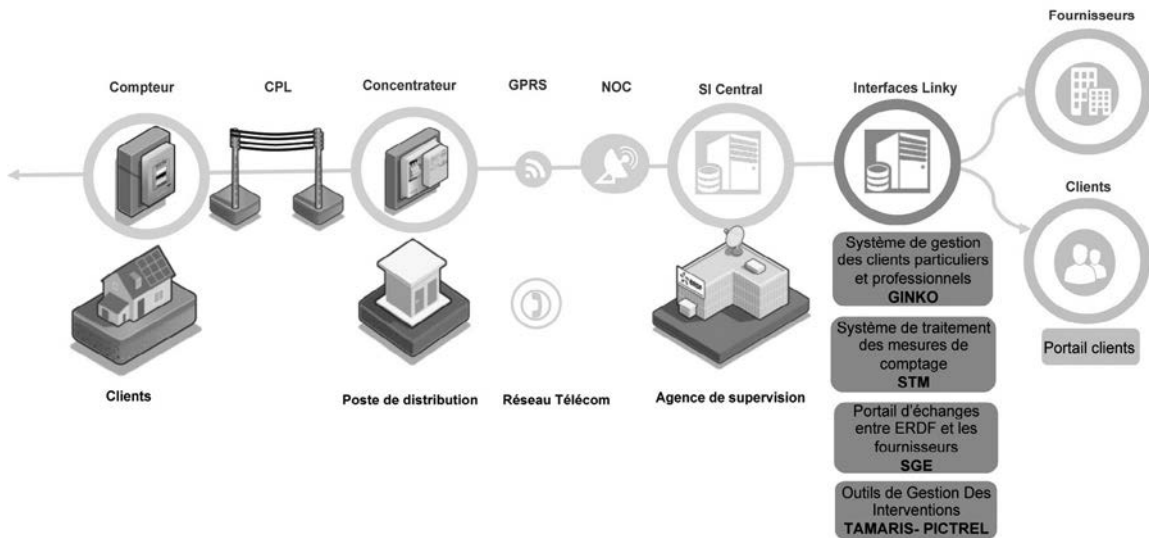 Fournisseurs
Compteur
CPL
Concentrateur
GPRS
NOC
SI Central
Interfaces Linky
Clients
Système de gestion
des clients particuliers
et professionnels
GINKO
Système de traitement
des mesures de
comptage
STM
Portail d'échanges
entre ERDF et les
fournisseurs
SGE
Outils de Gestion Des
Interventions
TAMARIS- PICTREL
Portail clients
Clients
Poste de distribution
Réseau Télécom
Agence de supervision
ERDF